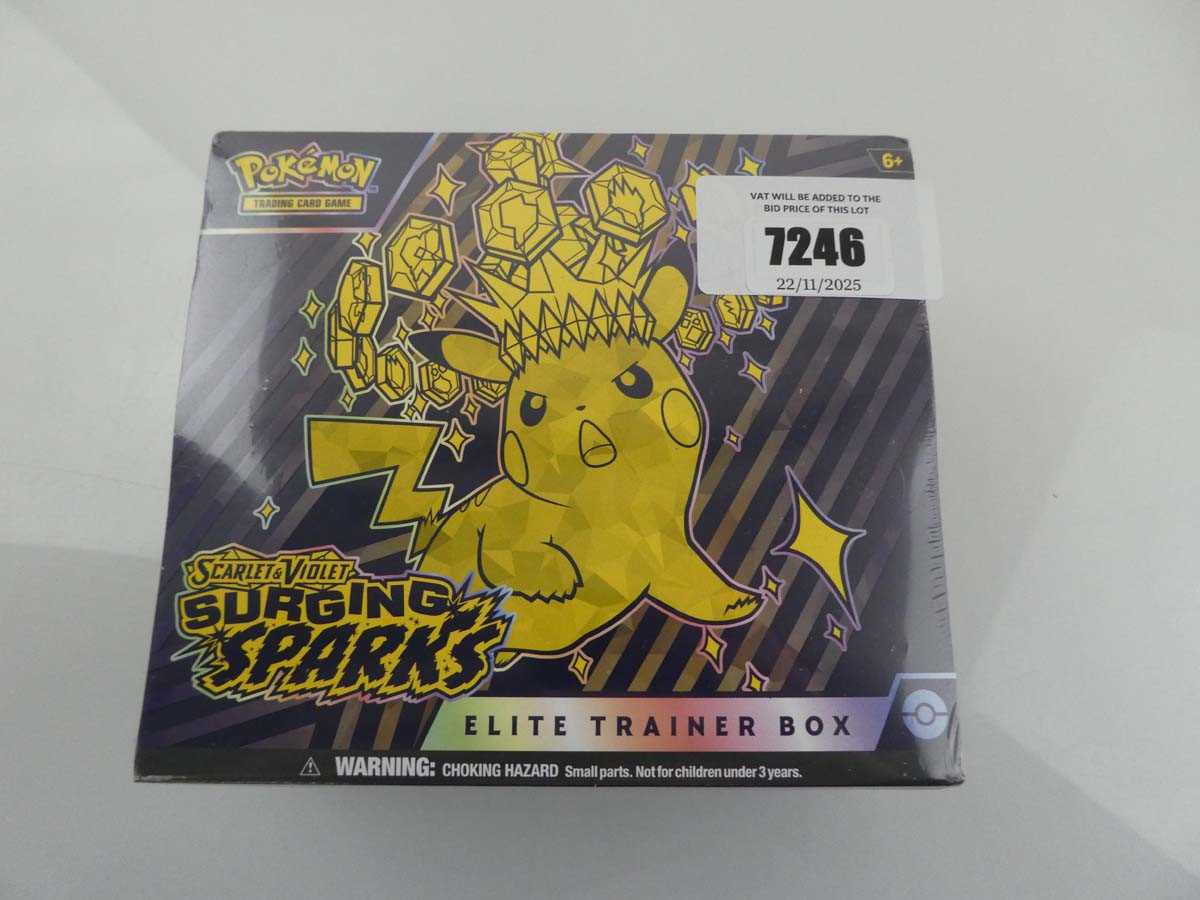 POKéMON
TRADING CARD GAME
6+
VAT WILL BE ADDED TO THE
BID PRICE OF THIS LOT
7246
22/11/2025
SCARLET & VIOLET
SURGING
SPARKS
ELITE TRAINER BOX
WARNING: CHOKING HAZARD Small parts. Not for children under 3 years.